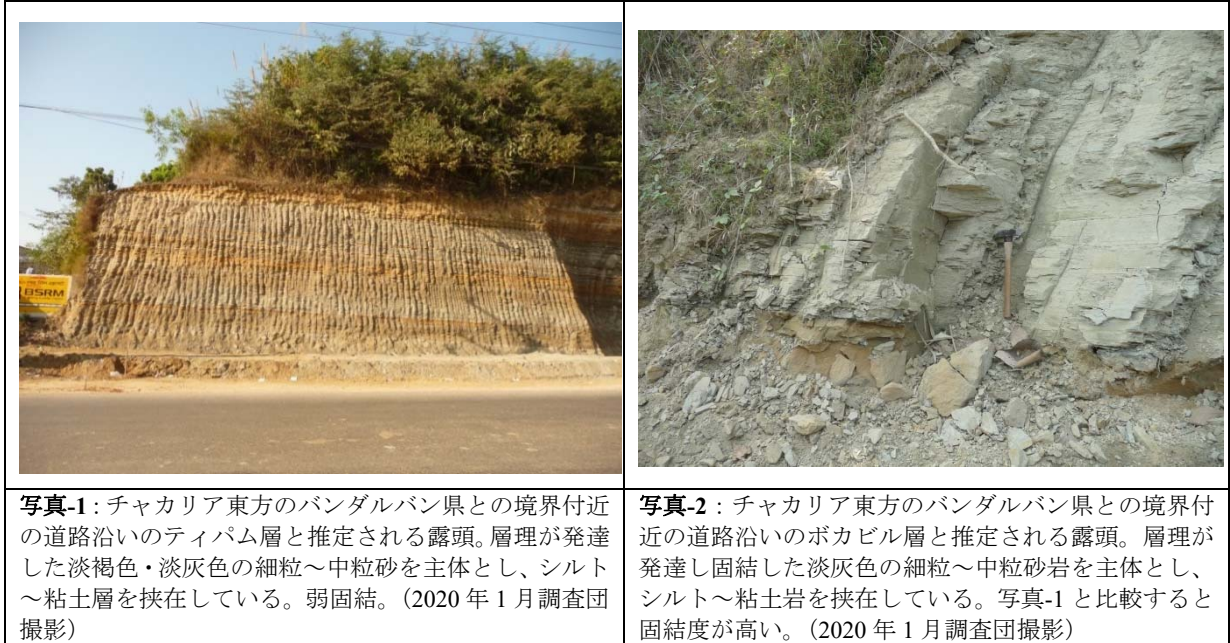 BSRM
写真-1：チャカリア東方のバンダルバン県との境界付近
の道路沿いのティパム層と推定される露頭。層理が発達
した淡褐色・淡灰色の細粒～中粒砂を主体とし、シルト
～粘土層を挟在している。弱固結。（2020 年 1 月調査団
撮影）
写真-2：チャカリア東方のバンダルバン県との境界付
近の道路沿いのボカビル層と推定される露頭。層理が
発達し固結した淡灰色の細粒～中粒砂岩を主体とし、
シルト～粘土岩を挟在している。写真-1 と比較すると
固結度が高い。（2020 年 1 月調査団撮影）